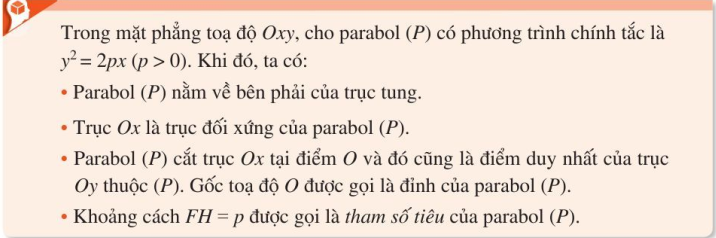 Trong mặt phẳng toạ độ Oxy, cho parabol (P) có phương trình chính tắc là
y² = 2px (p > 0). Khi đó, ta có:
• Parabol (P) nằm về bên phải của trục tung.
• Trục Ox là trục đối xứng của parabol (P).
• Parabol (P) cắt trục Ox tại điểm O và đó cũng là điểm duy nhất của trục
Oy thuộc (P). Gốc toạ độ O được gọi là đỉnh của parabol (P).
• Khoảng cách FH = p được gọi là tham số tiêu của parabol (P).